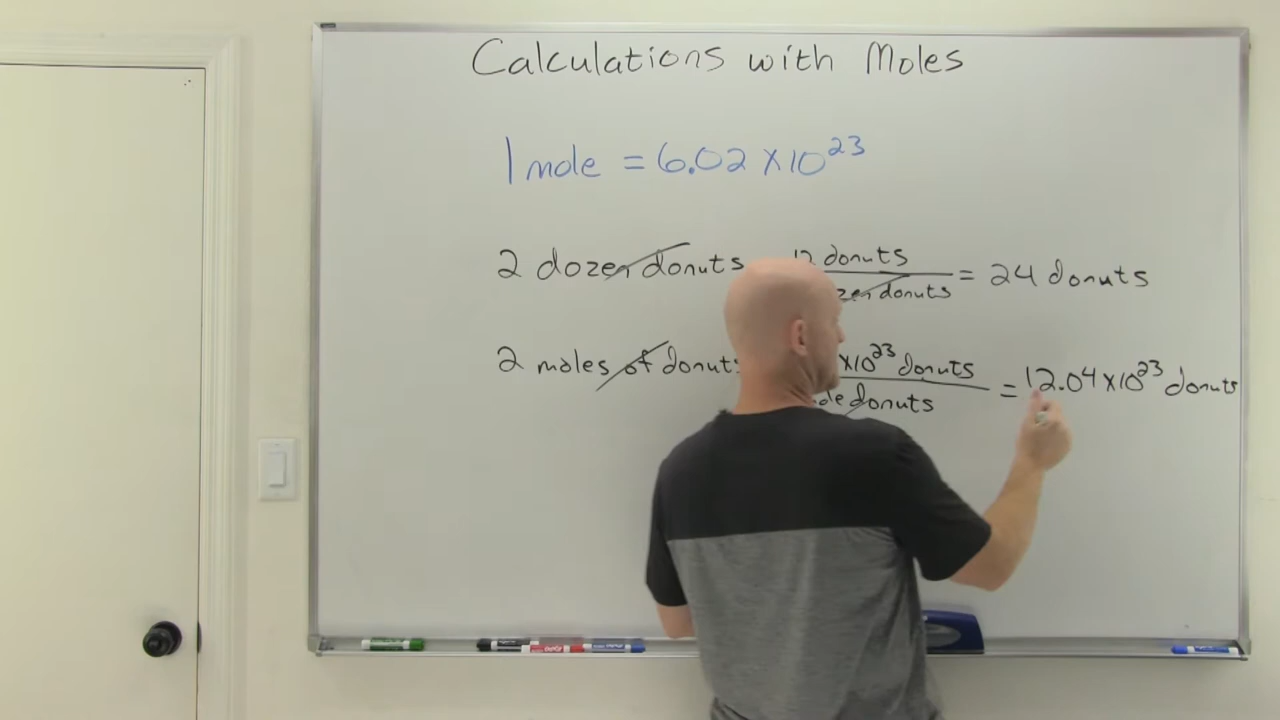 Calculations with Moles
1 mole = 6.02 x 10^23
2 dozen donuts 12 donuts = 24 donuts
donuts
2 moles of donuts x10^23 donuts = 12.04 x 10^23 donuts
donuts